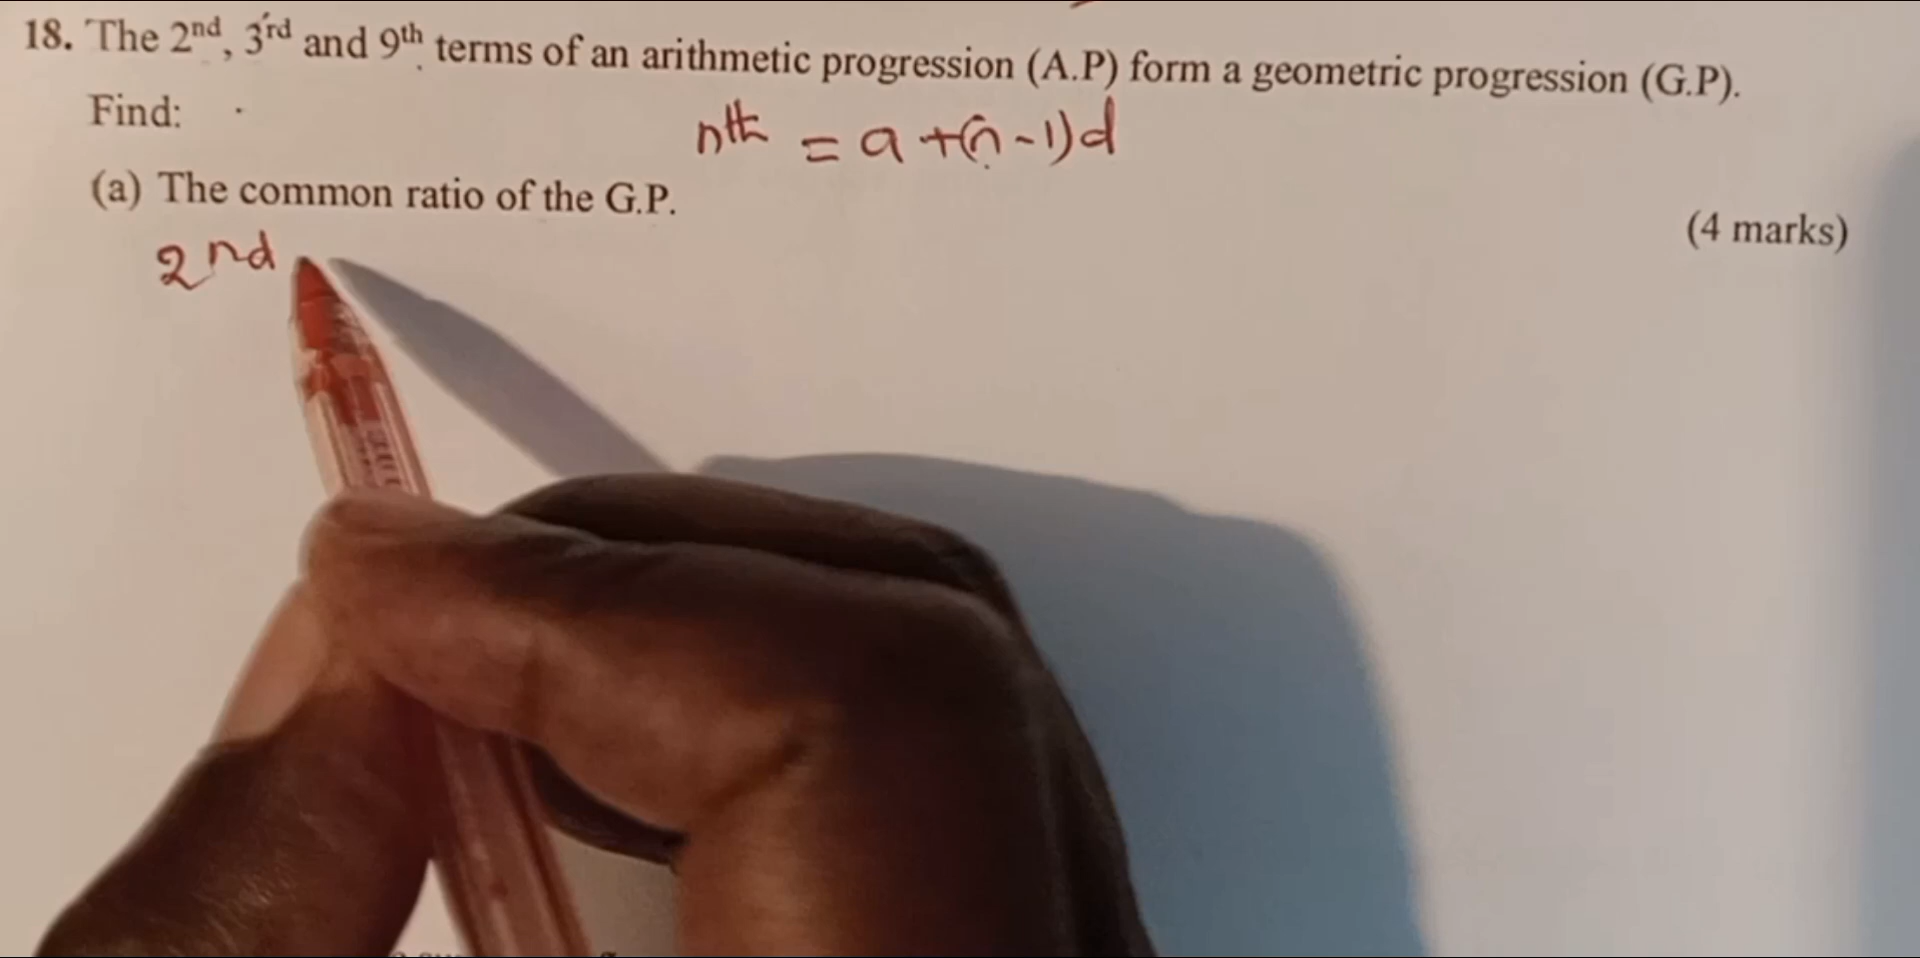 18. The 2nd, 3rd and 9th terms of an arithmetic progression (A.P) form a geometric progression (G.P).
Find:
nth = a +(n-1)d
(a) The common ratio of the G.P.
(4 marks)
2nd